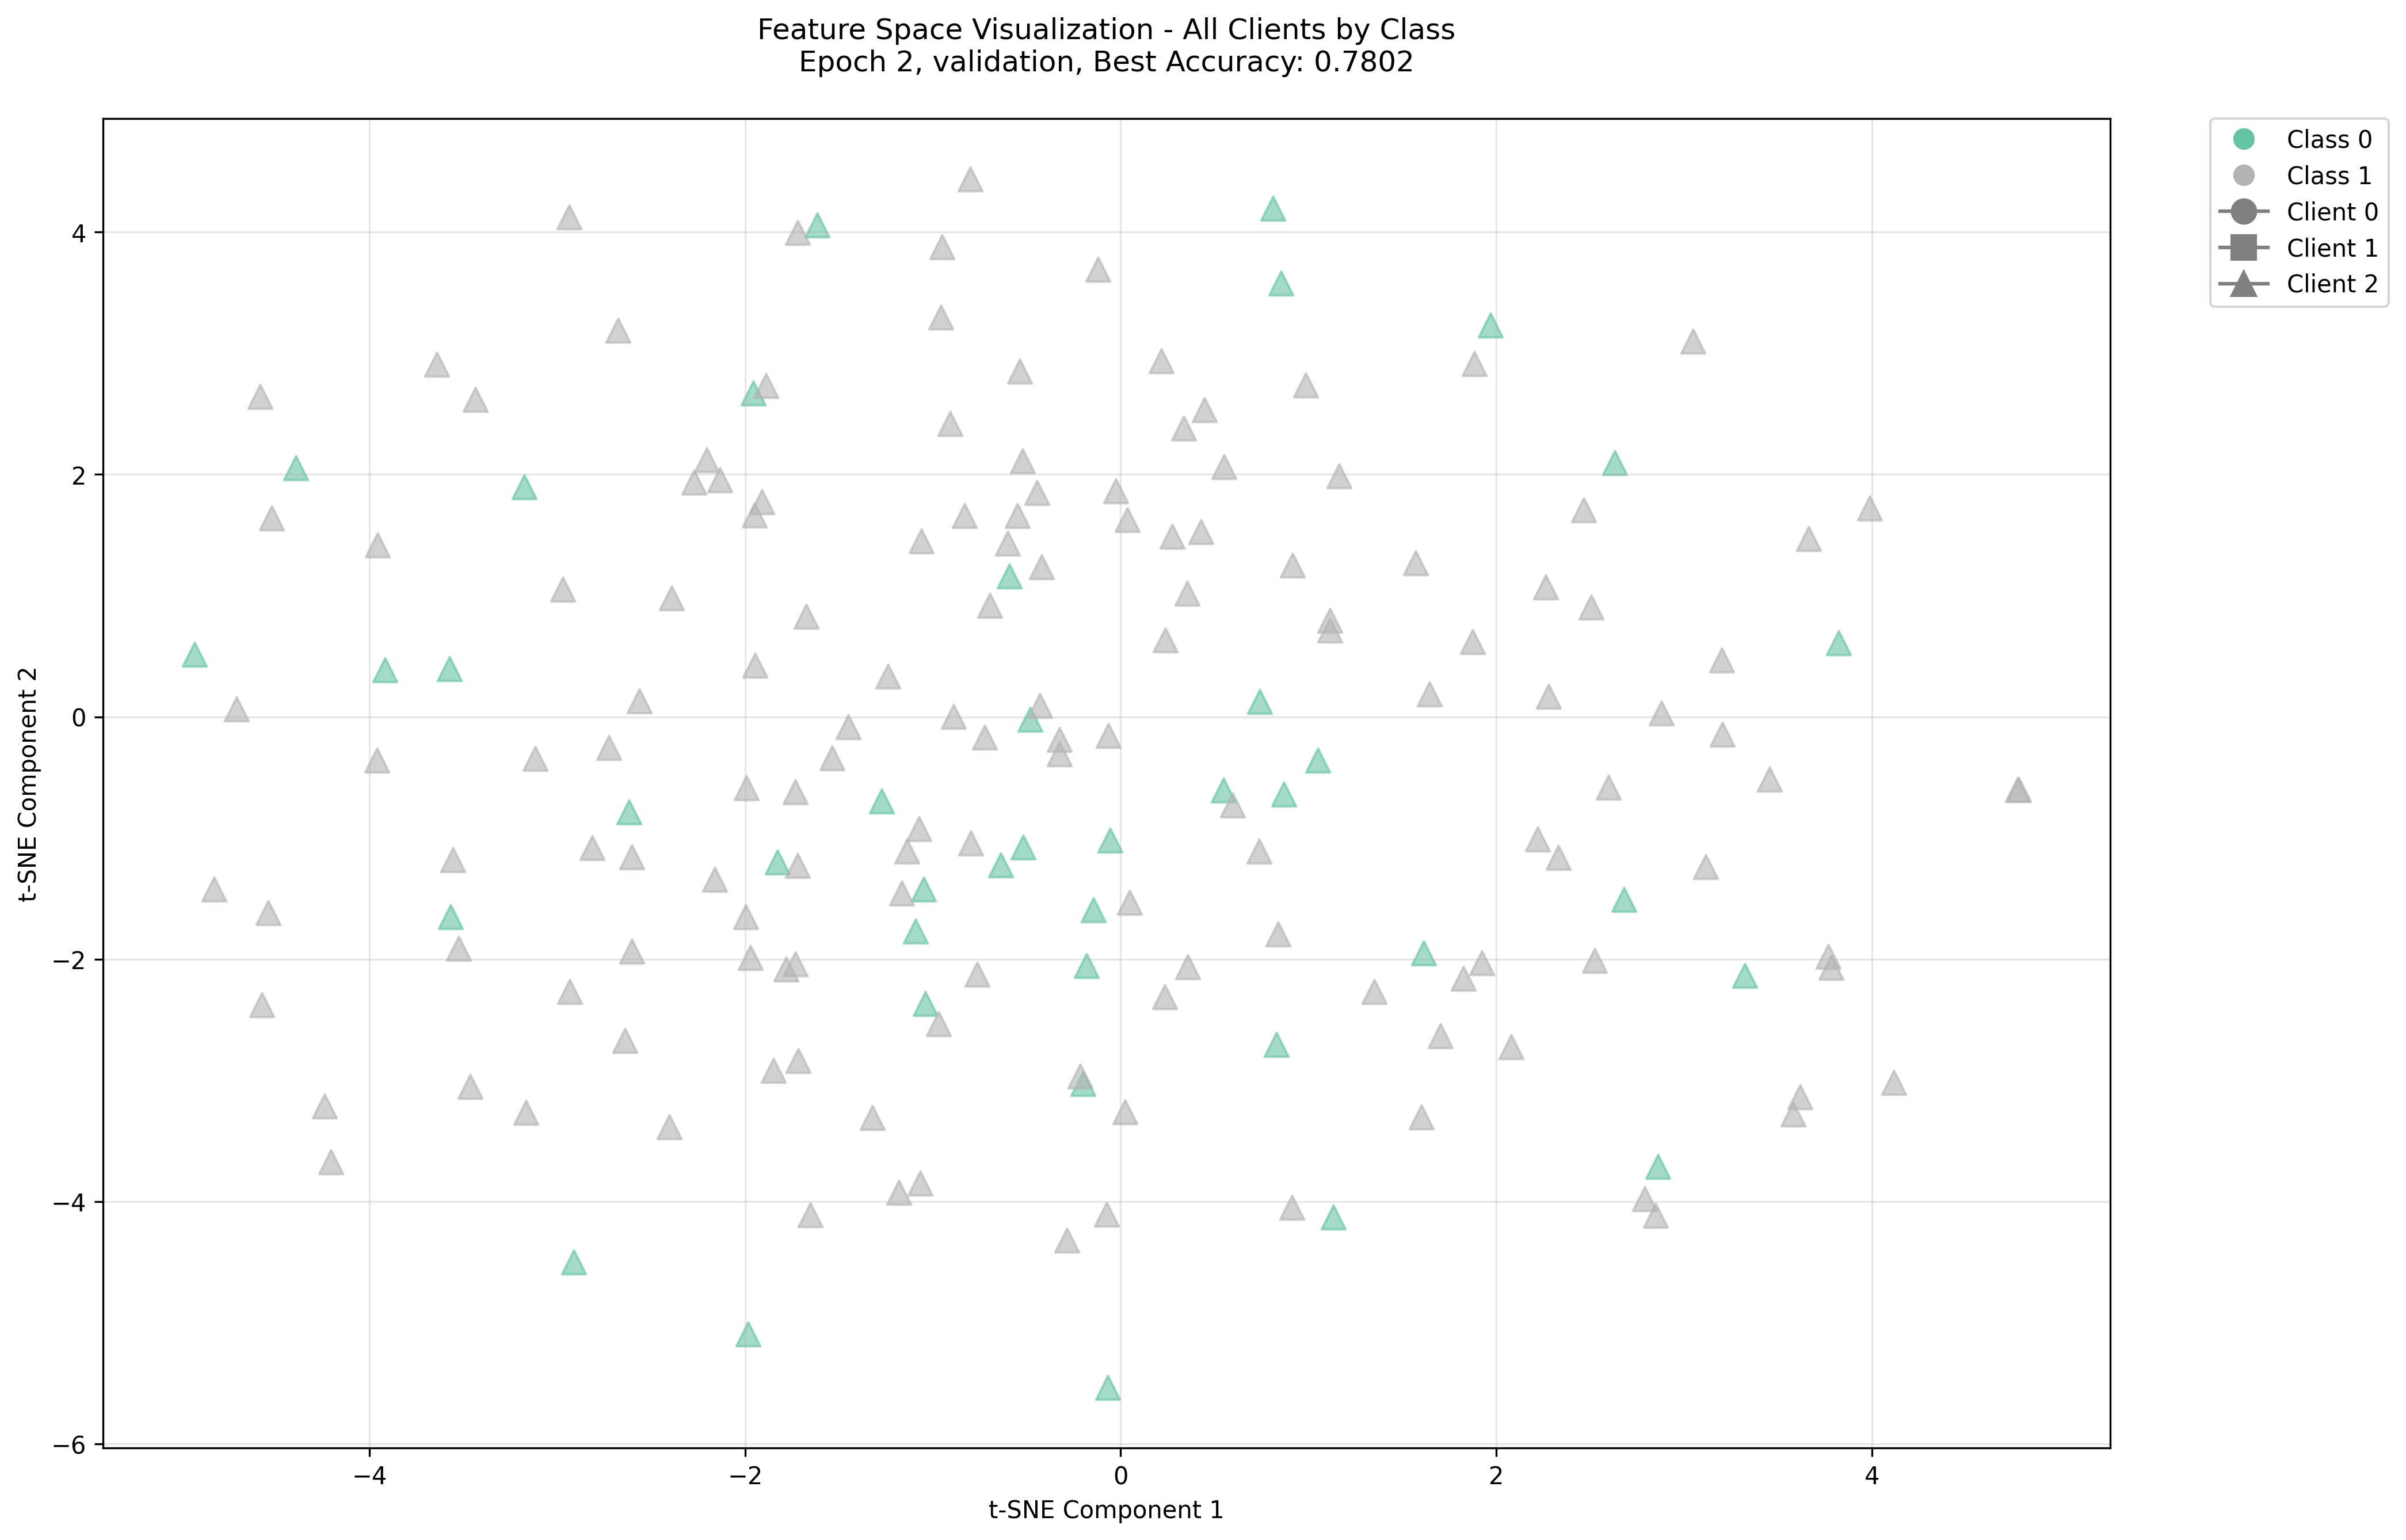 Feature Space Visualization - All Clients by Class
Epoch 2, validation, Best Accuracy: 0.7802
Class 0
Class 1
Client 0
Client 1
Client 2
4
2
0
−2
−4
−6
t-SNE Component 2
−4
−2
0
2
4
t-SNE Component 1